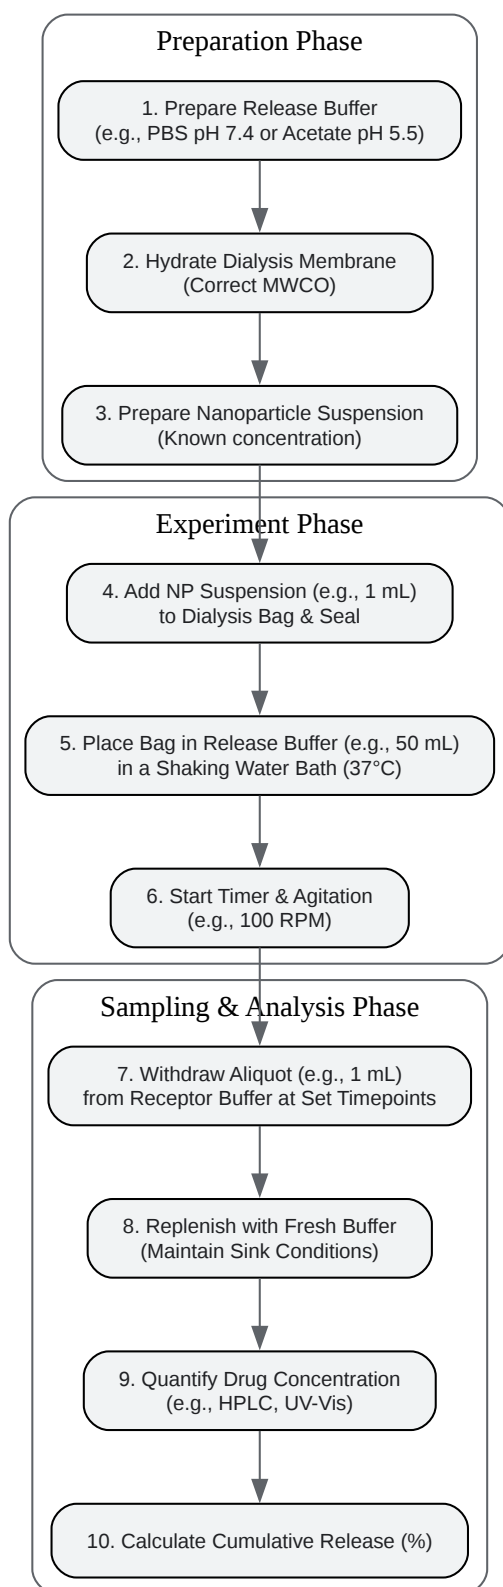 Preparation Phase
1. Prepare Release Buffer
(e.g., PBS pH 7.4 or Acetate pH 5.5)
2. Hydrate Dialysis Membrane
(Correct MWCO)
3. Prepare Nanoparticle Suspension
(Known concentration)
Experiment Phase
4. Add NP Suspension (e.g., 1 mL)
to Dialysis Bag & Seal
5. Place Bag in Release Buffer (e.g., 50 mL)
in a Shaking Water Bath (37°C)
6. Start Timer & Agitation
(e.g., 100 RPM)
Sampling & Analysis Phase
7. Withdraw Aliquot (e.g., 1 mL)
from Receptor Buffer at Set Timepoints
8. Replenish with Fresh Buffer
(Maintain Sink Conditions)
9. Quantify Drug Concentration
(e.g., HPLC, UV-Vis)
10. Calculate Cumulative Release (%)